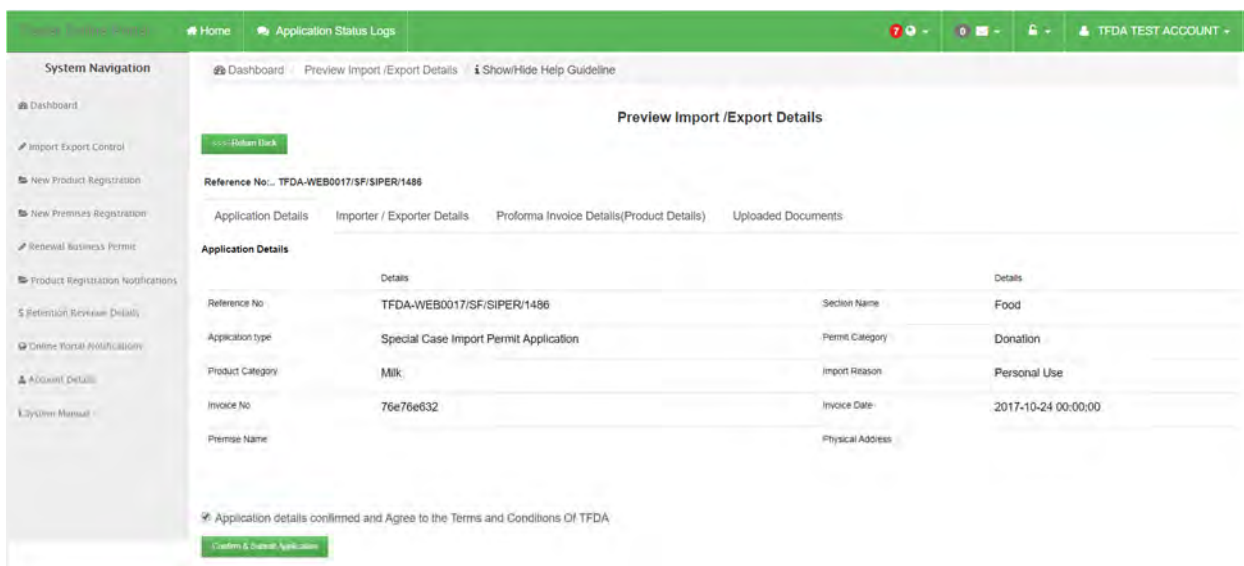 Home Application Status Logs 7 0 TFDA TEST ACCOUNT
System Navigation
Dashboard / Preview Import /Export Details / i Show/Hide Help Guideline
Dashboard
Preview Import /Export Details
Import Export Control
<<<-Return Back
New Product Registration
Reference No:.. TFDA-WEB0017/SF/SIPER/1486
New Premises Registration
Application Details Importer / Exporter Details Proforma Invoice Details(Product Details) Uploaded Documents
Renewal Business Permit
Application Details
Product Registration Notifications
Details Details
$ Retention Revenue Details
Reference No TFDA-WEB0017/SF/SIPER/1486 Section Name Food
Online Portal Notifications
Application type Special Case Import Permit Application Permit Category Donation
Account Details
Product Category Milk Import Reason Personal Use
System Manual
Invoice No 76e76e632 Invoice Date 2017-10-24 00:00:00
Premise Name Physical Address
Application details confirmed and Agree to the Terms and Conditions Of TFDA
Confirm & Submit Application